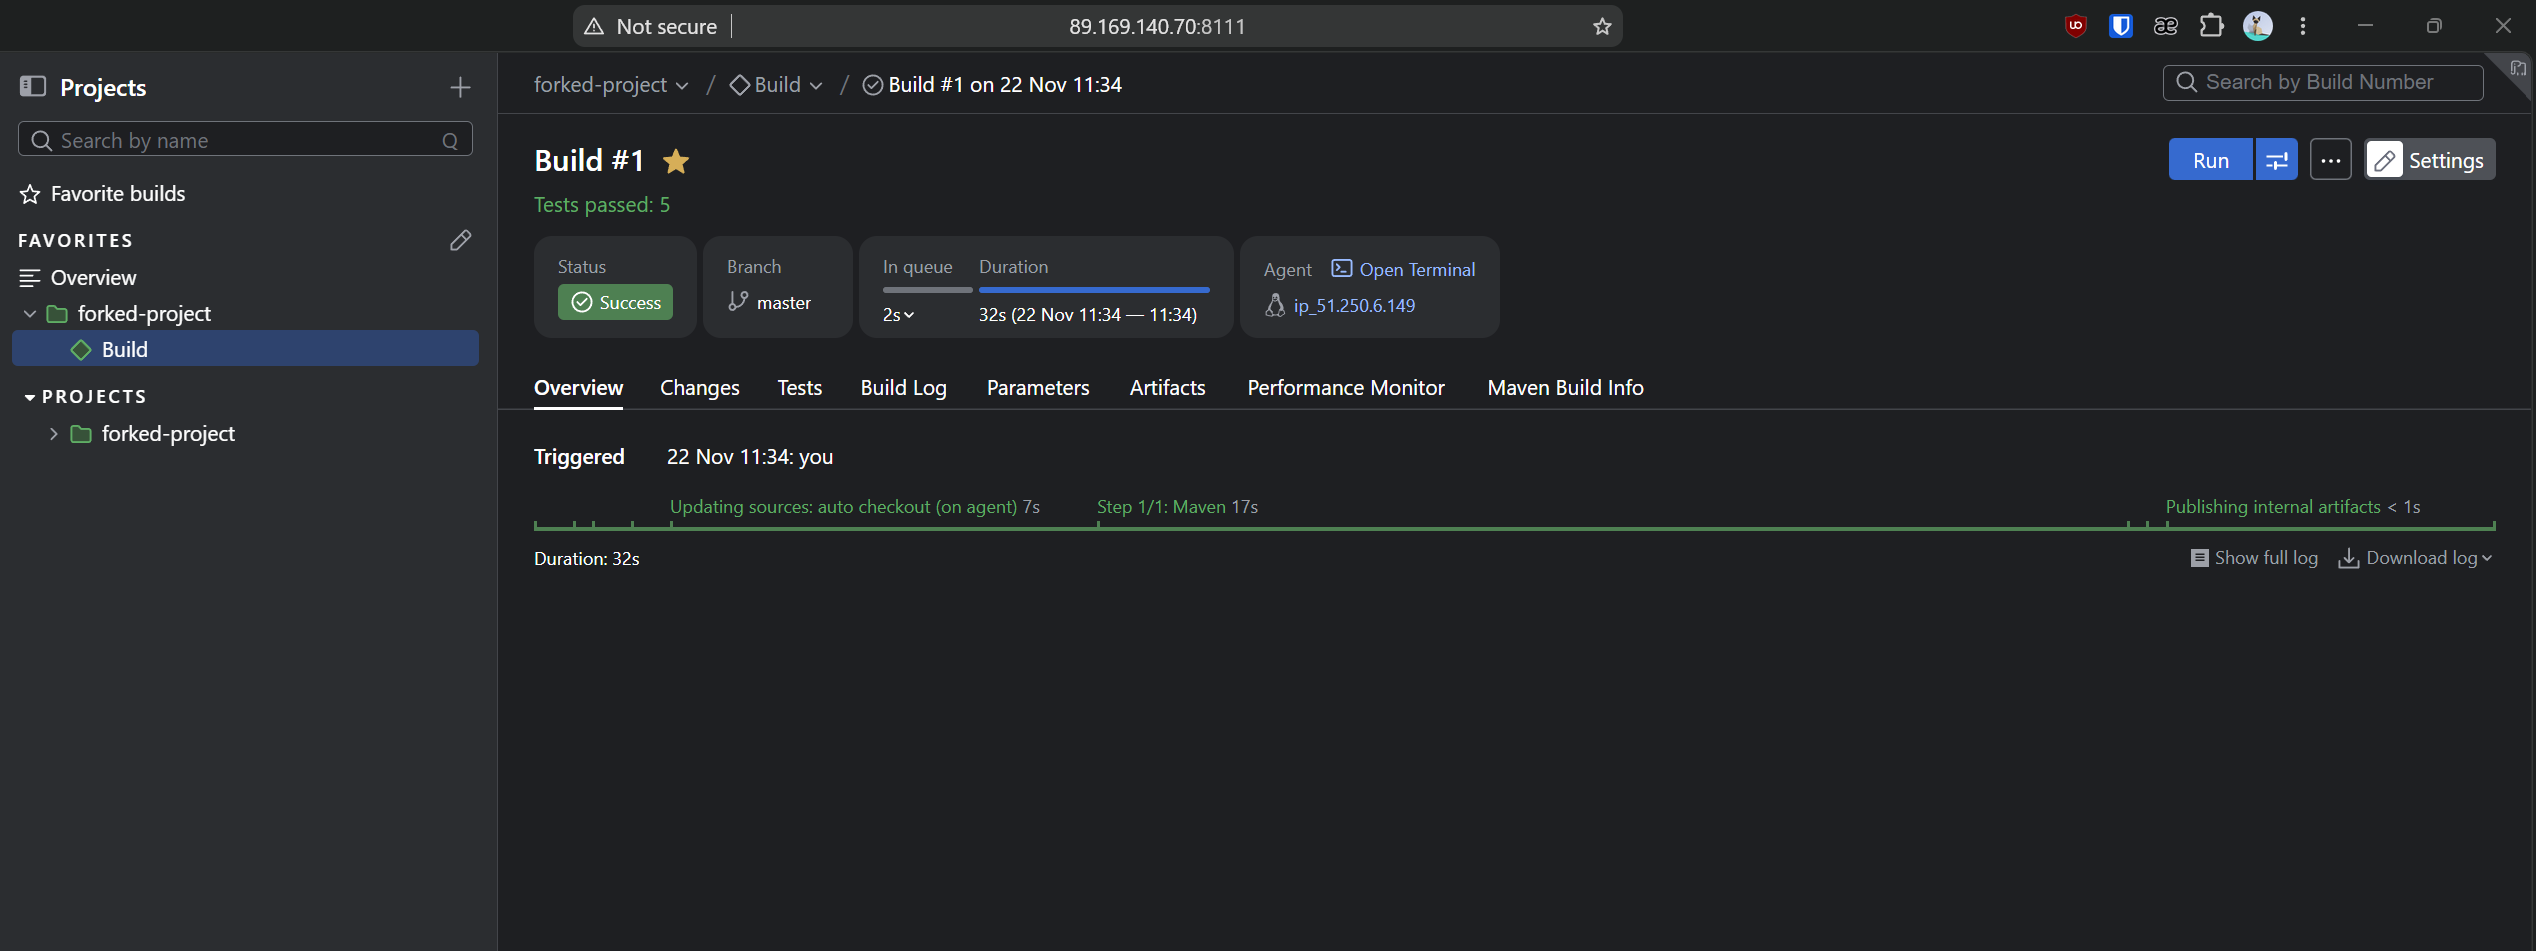 Not secure
89.169.140.70:8111
Projects
Search by name
Q
Favorite builds
FAVORITES
Overview
forked-project
Build
PROJECTS
forked-project
forked-project / Build / Build #1 on 22 Nov 11:34
Search by Build Number
Build #1
Run
Settings
Tests passed: 5
Status
Success
Branch
master
In queue
2s
Duration
32s (22 Nov 11:34 — 11:34)
Agent
Open Terminal
ip_51.250.6.149
Overview Changes Tests Build Log Parameters Artifacts Performance Monitor Maven Build Info
Triggered 22 Nov 11:34: you
Updating sources: auto checkout (on agent) 7s
Step 1/1: Maven 17s
Publishing internal artifacts < 1s
Duration: 32s
Show full log
Download log